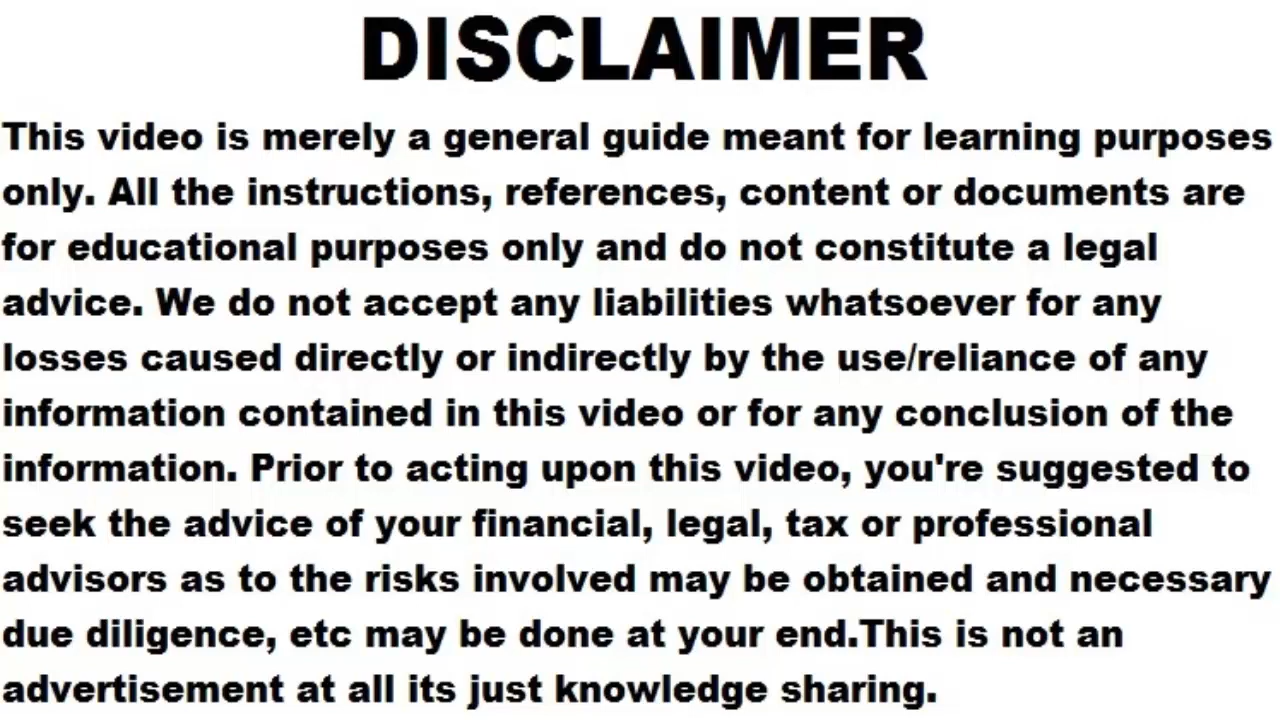 DISCLAIMER
This video is merely a general guide meant for learning purposes
only. All the instructions, references, content or documents are
for educational purposes only and do not constitute a legal
advice. We do not accept any liabilities whatsoever for any
losses caused directly or indirectly by the use/reliance of any
information contained in this video or for any conclusion of the
information. Prior to acting upon this video, you're suggested to
seek the advice of your financial, legal, tax or professional
advisors as to the risks involved may be obtained and necessary
due diligence, etc may be done at your end.This is not an
advertisement at all its just knowledge sharing.